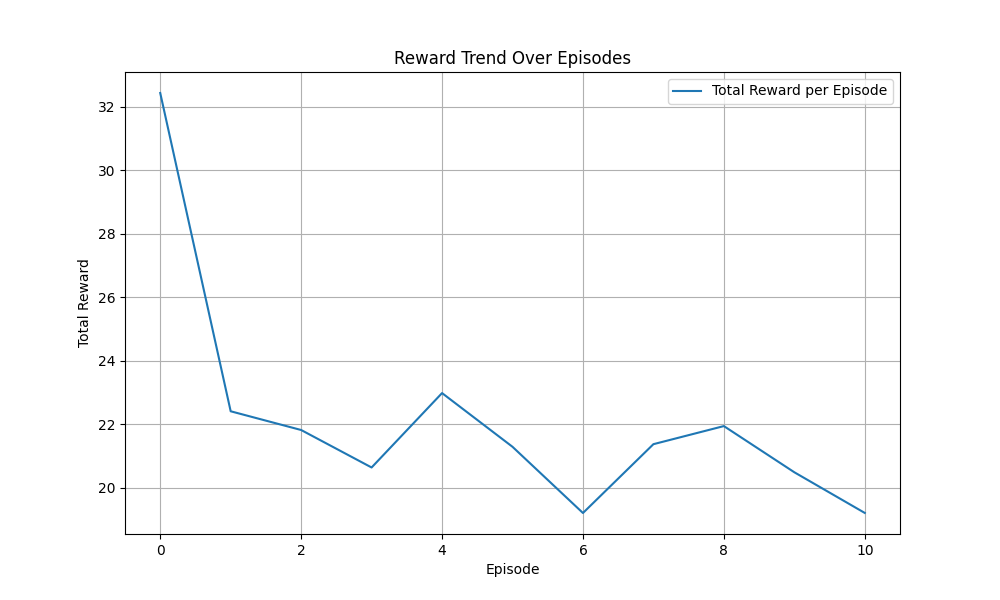 Reward Trend Over Episodes
Total Reward per Episode
Total Reward
32
30
28
26
24
22
20
0 2 4 6 8 10
Episode